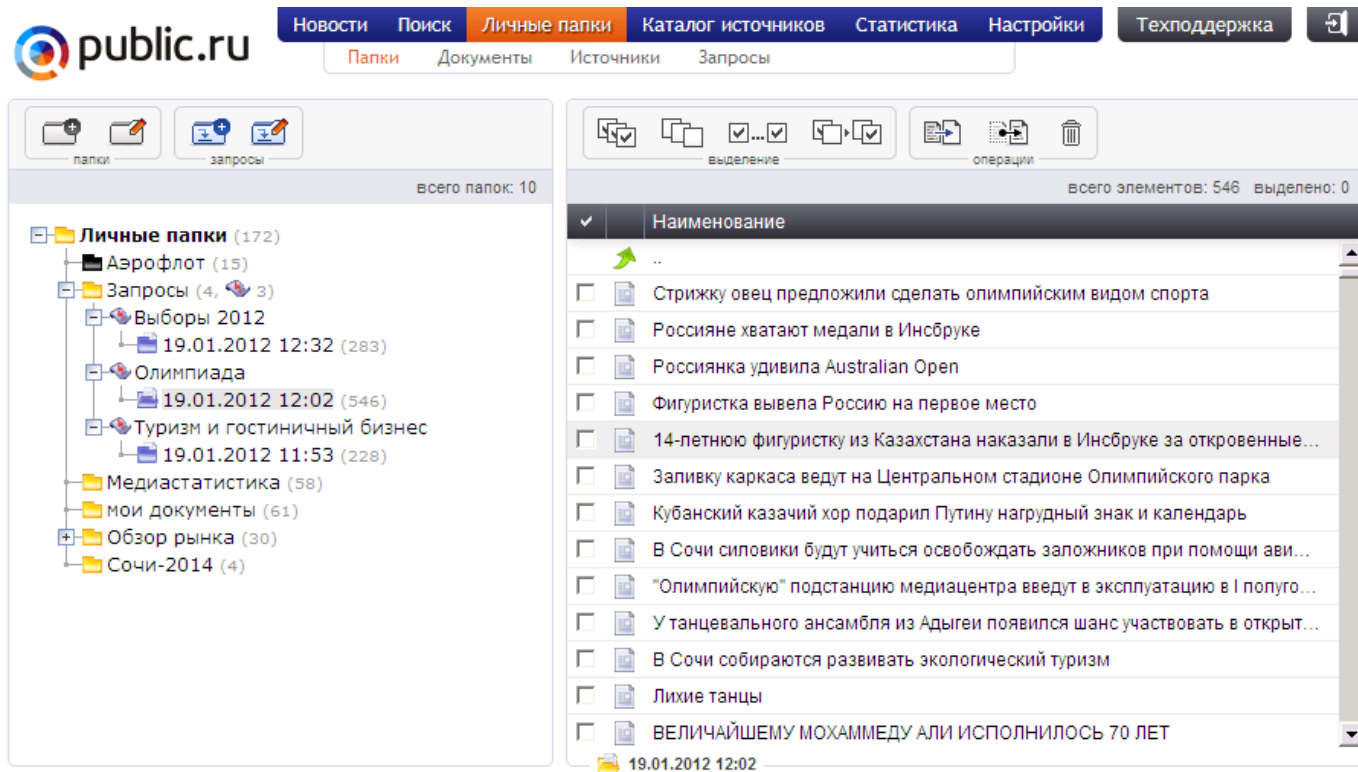 public.ru
Новости Поиск Личные папки Каталог источников Статистика Настройки Техподдержка
Папки Документы Источники Запросы
папки запросы
всего папок: 10
Личные папки (172)
Аэрофлот (15)
Запросы (4, 3)
Выборы 2012
19.01.2012 12:32 (283)
Олимпиада
19.01.2012 12:02 (546)
Туризм и гостиничный бизнес
19.01.2012 11:53 (228)
Медиастатистика (58)
мои документы (61)
Обзор рынка (30)
Сочи-2014 (4)
выделение операции
всего элементов: 546 выделено: 0
Наименование
..
Стрижку овец предложили сделать олимпийским видом спорта
Россияне хватают медали в Инсбруке
Россиянка удивила Australian Open
Фигуристка вывела Россию на первое место
14-летнюю фигуристку из Казахстана наказали в Инсбруке за откровенные...
Заливку каркаса ведут на Центральном стадионе Олимпийского парка
Кубанский казачий хор подарил Путину нагрудный знак и календарь
В Сочи силовики будут учиться освобождать заложников при помощи ави...
"Олимпийскую" подстанцию медиацентра введут в эксплуатацию в I полуго...
У танцевального ансамбля из Адыгеи появился шанс участвовать в открыт...
В Сочи собираются развивать экологический туризм
Лихие танцы
ВЕЛИЧАЙШЕМУ МОХАММЕДУ АЛИ ИСПОЛНИЛОСЬ 70 ЛЕТ
19.01.2012 12:02